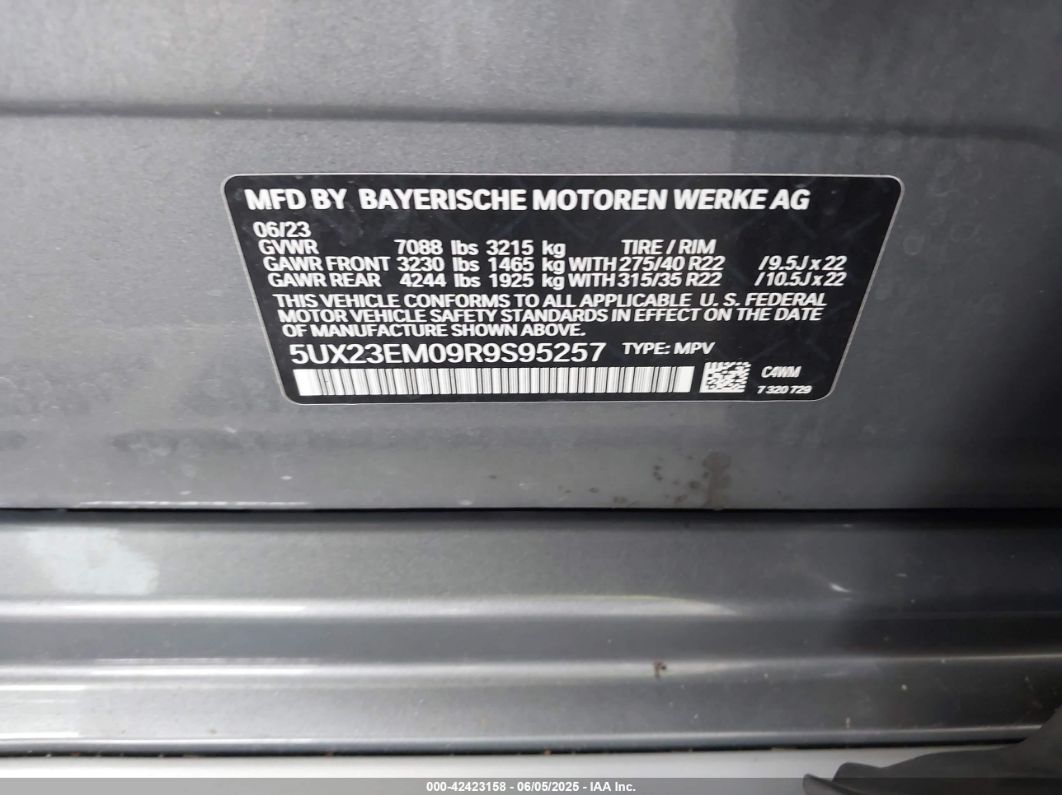 MFD BY BAYERISCHE MOTOREN WERKE AG
06/23
GVWR 7088 lbs 3215 kg TIRE / RIM
GAWR FRONT 3230 lbs 1465 kg WITH 275/40 R22 /9.5J x 22
GAWR REAR 4244 lbs 1925 kg WITH 315/35 R22 /10.5J x 22
THIS VEHICLE CONFORMS TO ALL APPLICABLE U. S. FEDERAL
MOTOR VEHICLE SAFETY STANDARDS IN EFFECT ON THE DATE
OF MANUFACTURE SHOWN ABOVE.
5UX23EM09R9S95257 TYPE: MPV
C4WM
7 320 729
000-42423158 - 06/05/2025 - IAA Inc.